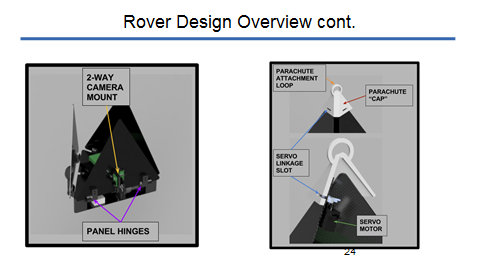 Rover Design Overview cont.
2-WAY
CAMERA
MOUNT
PANEL HINGES
PARACHUTE
ATTACHMENT
LOOP
PARACHUTE
"CAP"
SERVO
LINKAGE
SLOT
SERVO
MOTOR
24